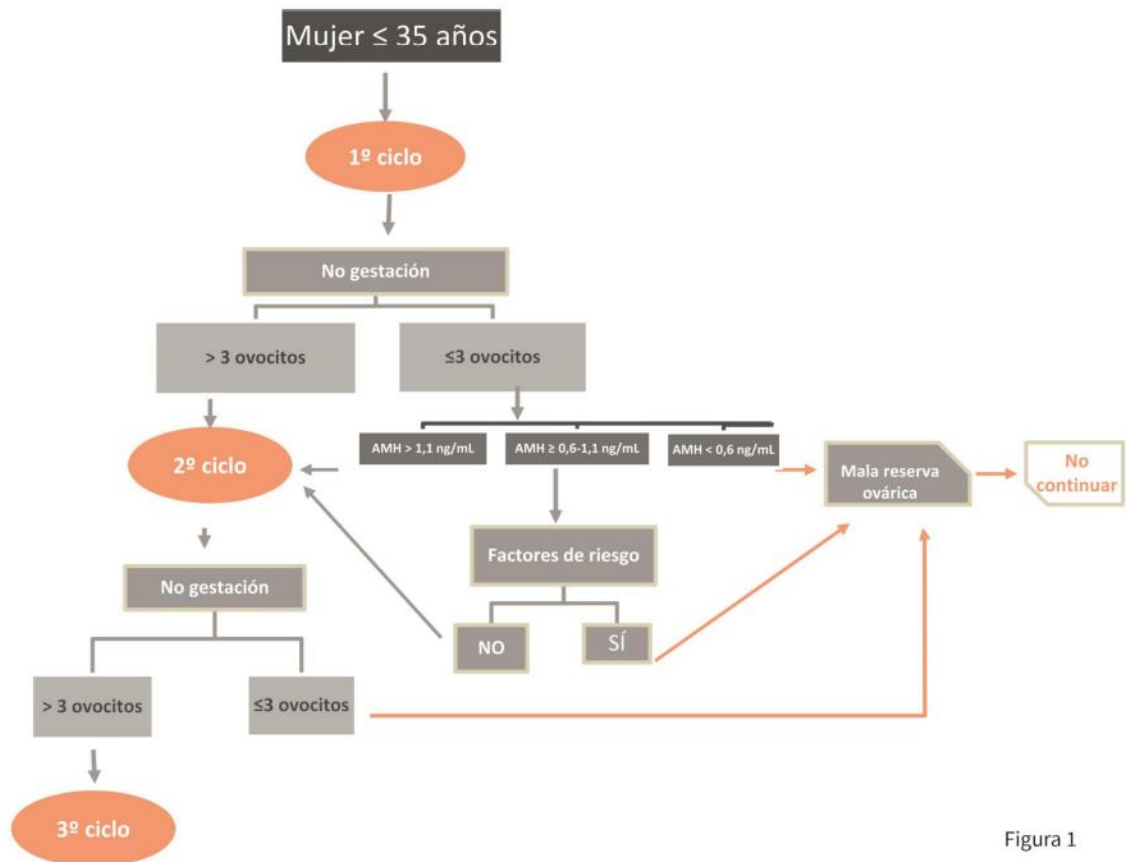 Mujer ≤ 35 años
1º ciclo
No gestación
> 3 ovocitos
≤3 ovocitos
AMH > 1,1 ng/mL
AMH ≥ 0,6-1,1 ng/mL
AMH < 0,6 ng/mL
2º ciclo
Mala reserva
ovárica
No
continuar
Factores de riesgo
No gestación
NO
SÍ
> 3 ovocitos
≤3 ovocitos
3º ciclo
Figura 1